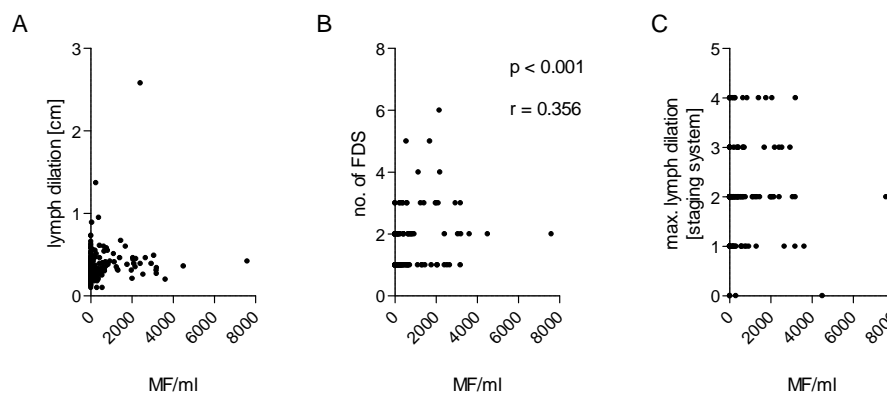 A
lymph dilation [cm]
3
2
1
0
0
2000
4000
6000
8000
MF/ml
B
no. of FDS
8
6
4
2
0
p < 0.001
r = 0.356
0
2000
4000
6000
8000
MF/ml
C
max. lymph dilation
[staging system]
5
4
3
2
1
0
0
2000
4000
6000
8000
MF/ml